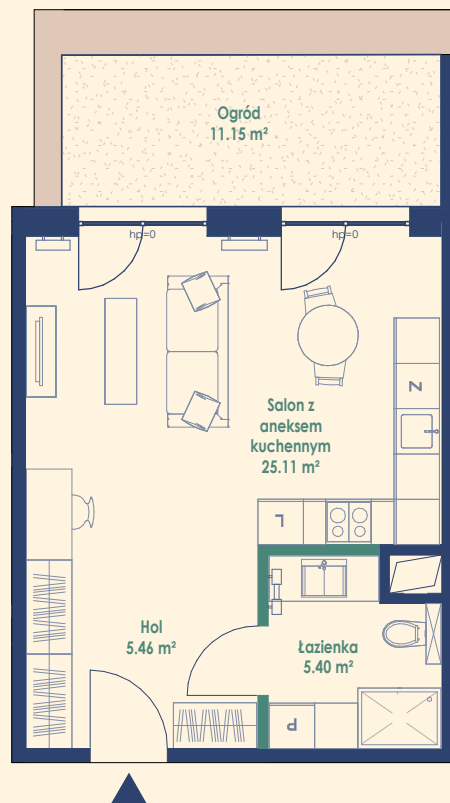 Ogród
11.15 m²
hp=0
hp=0
N
Salon z
aneksem
kuchennym
25.11 m²
L
Hol
5.46 m²
Łazienka
5.40 m²
P